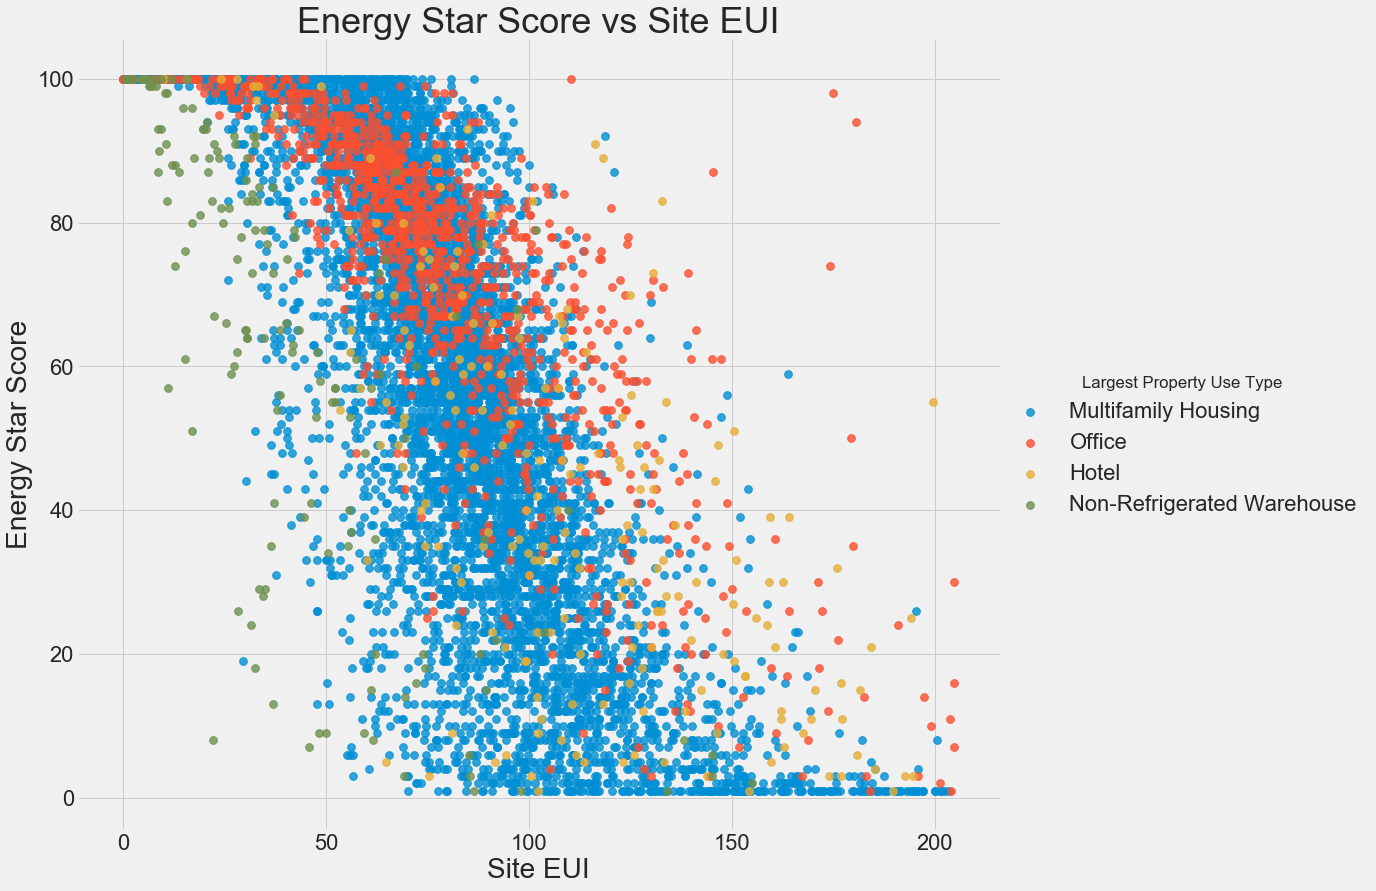 Energy Star Score vs Site EUI
Energy Star Score
100
80
60
40
20
0
0
50
100
150
200
Site EUI
Largest Property Use Type
Multifamily Housing
Office
Hotel
Non-Refrigerated Warehouse